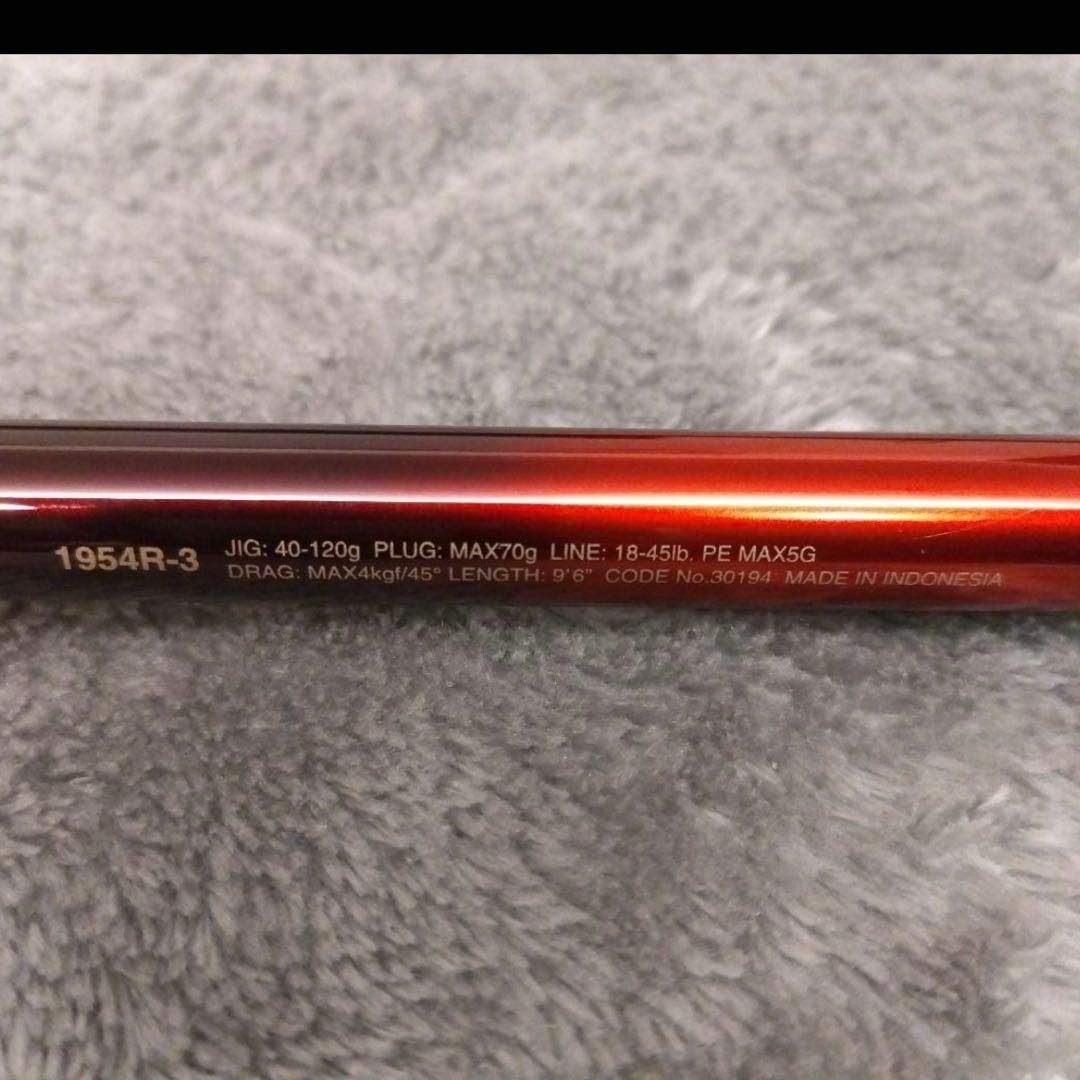 1954R-3
JIG: 40-120g PLUG: MAX70g LINE: 18-45lb. PE MAX5G
DRAG: MAX4kgf/45° LENGTH: 9'6" CODE No.30194 MADE IN INDONESIA